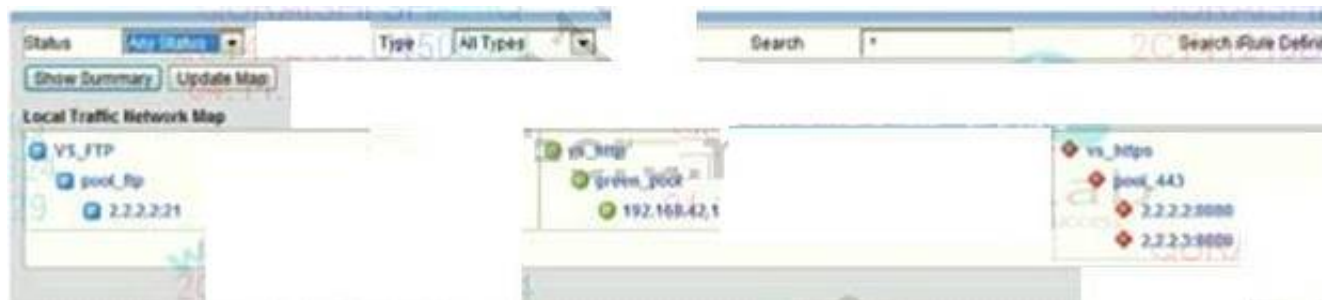 Status Any Status Type All Types Search * Search iRule Defini
Show Summary Update Map
Local Traffic Network Map
VS_FTP vs_http vs_https
pool_ftp green_pool pool_443
2.2.2.2:21 192.168.42.1 2.2.2.2:8080
2.2.2.3:8080